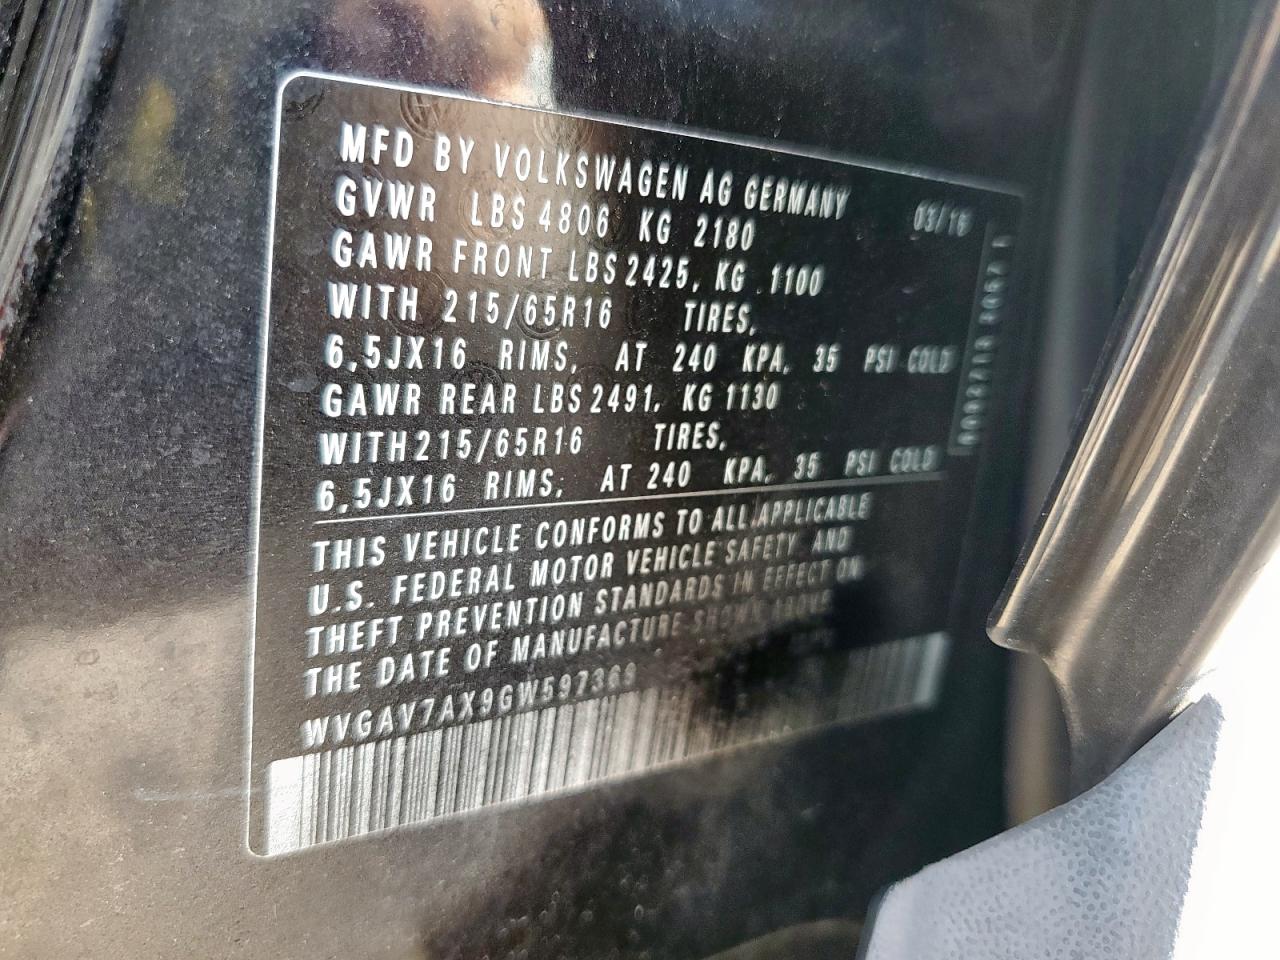 MFD BY VOLKSWAGEN AG GERMANY 03/16
GVWR LBS 4806 KG 2180
GAWR FRONT LBS 2425, KG 1100
WITH 215/65R16 TIRES,
6,5JX16 RIMS, AT 240 KPA, 35 PSI COLD
GAWR REAR LBS 2491, KG 1130
WITH 215/65R16 TIRES,
6,5JX16 RIMS, AT 240 KPA, 35 PSI COLD
THIS VEHICLE CONFORMS TO ALL APPLICABLE
U.S. FEDERAL MOTOR VEHICLE SAFETY AND
THEFT PREVENTION STANDARDS IN EFFECT ON
THE DATE OF MANUFACTURE SHOWN ABOVE
WVGAV7AX9GW597369